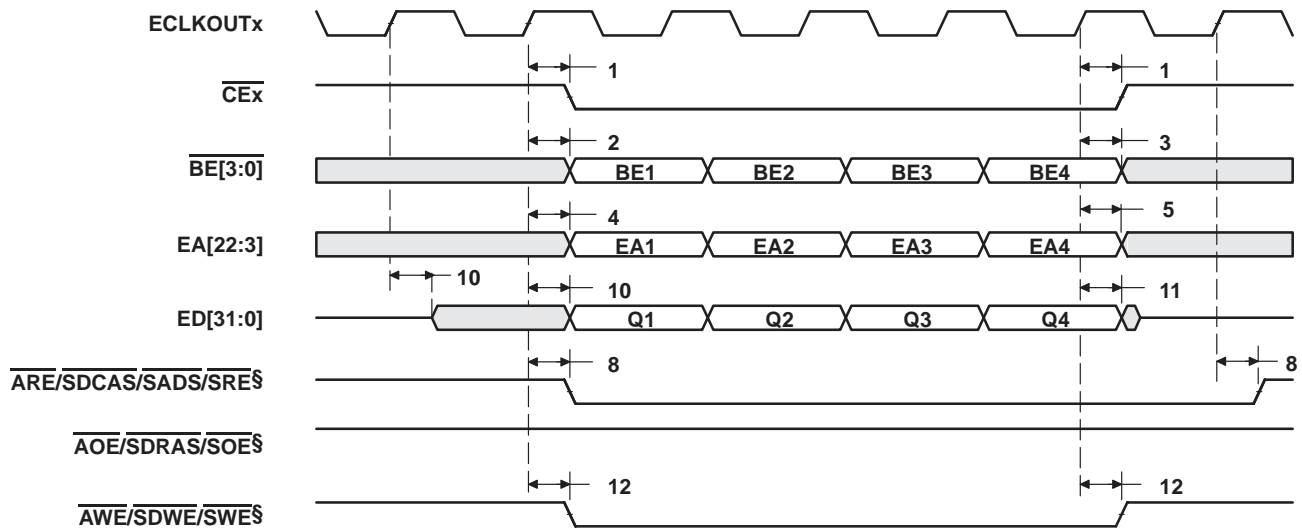 ECLKOUTx
1 1
CEx
2 3
BE[3:0] BE1 BE2 BE3 BE4
4 5
EA[22:3] EA1 EA2 EA3 EA4
10 10 11
ED[31:0] Q1 Q2 Q3 Q4
8 8
ARE/SDCAS/SADS/SRE§
AOE/SDRAS/SOE§
12 12
AWE/SDWE/SWE§